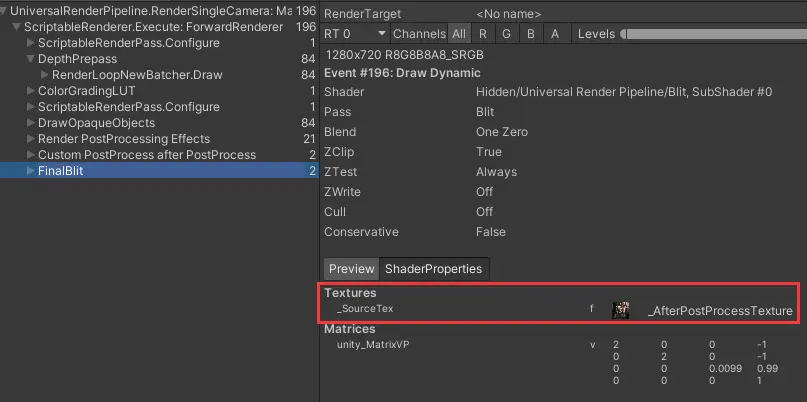 UniversalRenderPipeline.RenderSingleCamera: Ma 196
ScriptableRenderer.Execute: ForwardRenderer 196
ScriptableRenderPass.Configure 1
DepthPrepass 84
RenderLoopNewBatcher.Draw 84
ColorGradingLUT 1
ScriptableRenderPass.Configure 1
DrawOpaqueObjects 84
Render PostProcessing Effects 21
Custom PostProcess after PostProcess 2
FinalBlit 2
RenderTarget <No name>
RT 0 Channels All R G B A Levels
1280x720 R8G8B8A8_SRGB
Event #196: Draw Dynamic
Shader Hidden/Universal Render Pipeline/Blit, SubShader #0
Pass Blit
Blend One Zero
ZClip True
ZTest Always
ZWrite Off
Cull Off
Conservative False
Preview ShaderProperties
Textures
_SourceTex f _AfterPostProcessTexture
Matrices
unity_MatrixVP v 2 0 0 -1
0 2 0 -1
0 0 0.0099 0.99
0 0 0 1